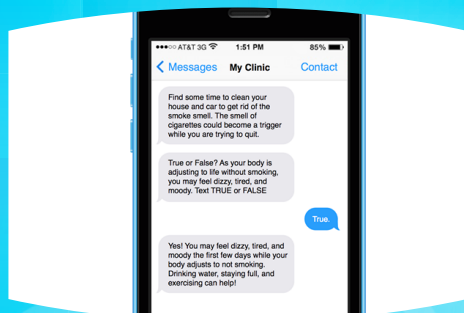 AT&T 3G 1:51 PM 85%
Messages My Clinic Contact
Find some time to clean your
house and car to get rid of the
smoke smell. The smell of
cigarettes could become a trigger
while you are trying to quit.
True or False? As your body is
adjusting to life without smoking,
you may feel dizzy, tired, and
moody. Text TRUE or FALSE
True.
Yes! You may feel dizzy, tired, and
moody the first few days while your
body adjusts to not smoking.
Drinking water, staying full, and
exercising can help!